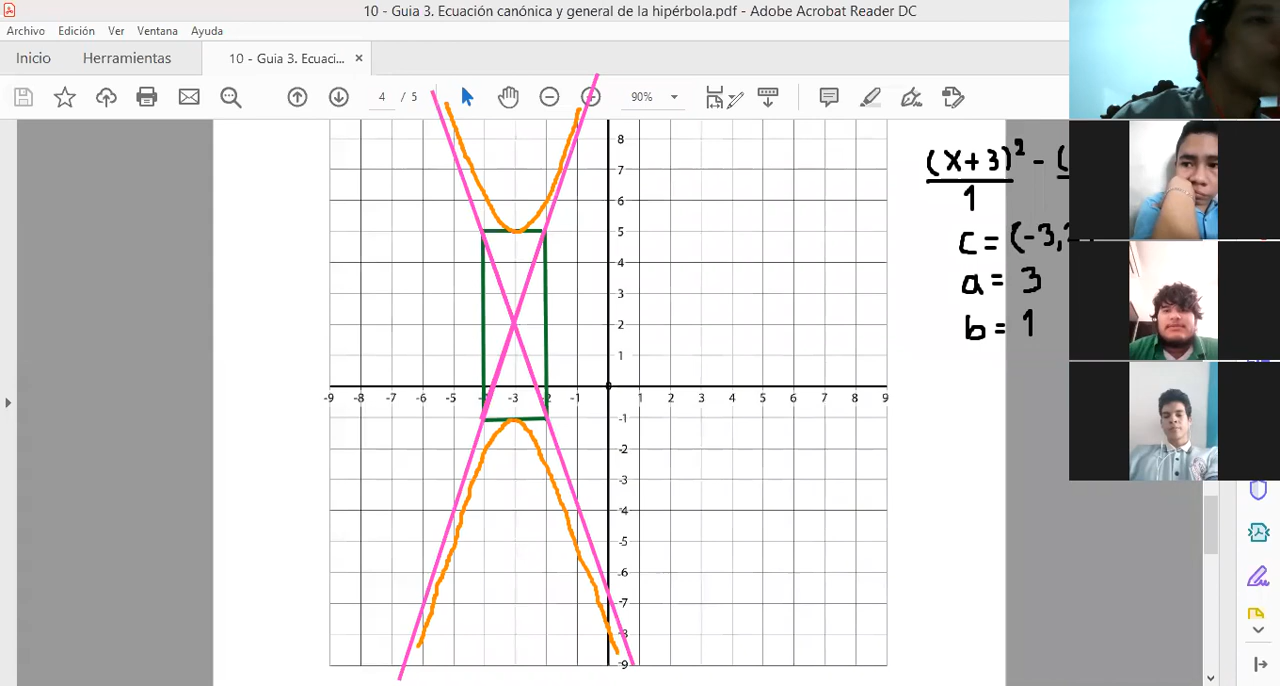 10 - Guia 3. Ecuación canónica y general de la hipérbola.pdf - Adobe Acrobat Reader DC
Archivo Edición Ver Ventana Ayuda
Inicio Herramientas 10 - Guia 3. Ecuaci... ×
4 / 5 90%
8
7
6
5
4
3
2
1
-9 -8 -7 -6 -5 -3 -2 -1 0 1 2 3 4 5 6 7 8 9
-1
-2
-3
-4
-5
-6
-7
-8
-9
(x+3)² - (
1
c = (-3,2
a = 3
b = 1